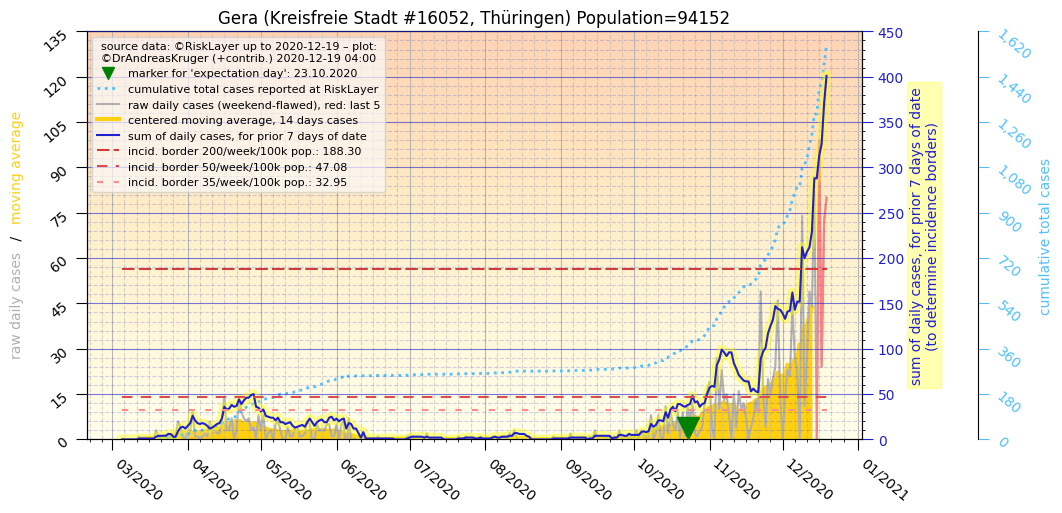 Gera (Kreisfreie Stadt #16052, Thüringen) Population=94152
source data: ©RiskLayer up to 2020-12-19 – plot:
©DrAndreasKruger (+contrib.) 2020-12-19 04:00
marker for 'expectation day': 23.10.2020
cumulative total cases reported at RiskLayer
raw daily cases (weekend-flawed), red: last 5
centered moving average, 14 days cases
sum of daily cases, for prior 7 days of date
incid. border 200/week/100k pop.: 188.30
incid. border 50/week/100k pop.: 47.08
incid. border 35/week/100k pop.: 32.95
raw daily cases / moving average
135
120
105
90
75
60
45
30
15
0
03/2020
04/2020
05/2020
06/2020
07/2020
08/2020
09/2020
10/2020
11/2020
12/2020
01/2021
450
400
350
300
250
200
150
100
50
0
sum of daily cases, for prior 7 days of date
(to determine incidence borders)
1,620
1,440
1,260
1,080
900
720
540
360
180
0
cumulative total cases